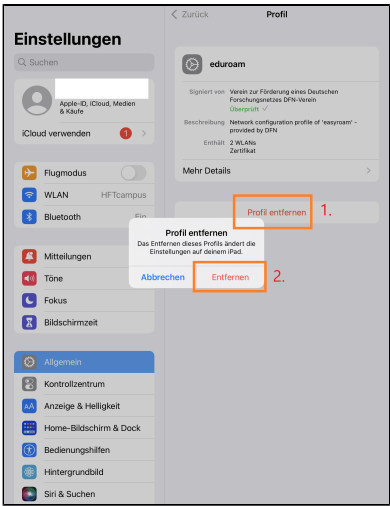 Zurück
Profil
Einstellungen
Suchen
Apple-ID, iCloud, Medien
& Käufe
iCloud verwenden 1
Flugmodus
WLAN HFTcampus
Bluetooth Ein
Mitteilungen
Töne
Fokus
Bildschirmzeit
Allgemein
Kontrollzentrum
AA Anzeige & Helligkeit
Home-Bildschirm & Dock
Bedienungshilfen
Hintergrundbild
Siri & Suchen
eduroam
Signiert von Verein zur Förderung eines Deutschen
Forschungsnetzes DFN-Verein
Überprüft ✓
Beschreibung Network configuration profile of 'easyroam' -
provided by DFN
Enthält 2 WLANs
Zertifikat
Mehr Details
Profil entfernen 1.
Profil entfernen
Das Entfernen dieses Profils ändert die
Einstellungen auf deinem iPad.
Abbrechen Entfernen 2.